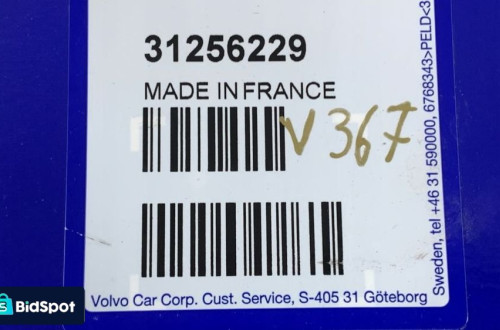 31256229
MADE IN FRANCE
V 367
Volvo Car Corp. Cust. Service, S-405 31 Göteborg
Sweden, tel +46 31 590000, 6768343>PELD<3
BidSpot